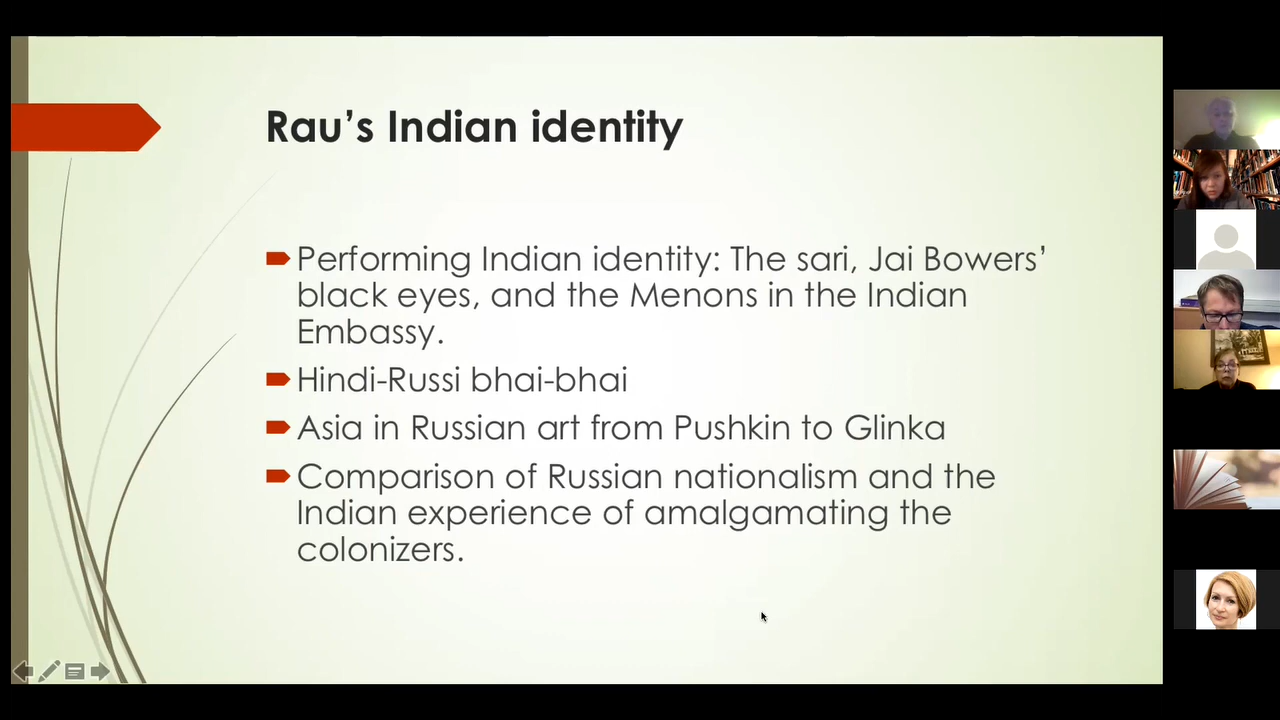 Rau’s Indian identity
Performing Indian identity: The sari, Jai Bowers’
black eyes, and the Menons in the Indian
Embassy.
Hindi-Russi bhai-bhai
Asia in Russian art from Pushkin to Glinka
Comparison of Russian nationalism and the
Indian experience of amalgamating the
colonizers.